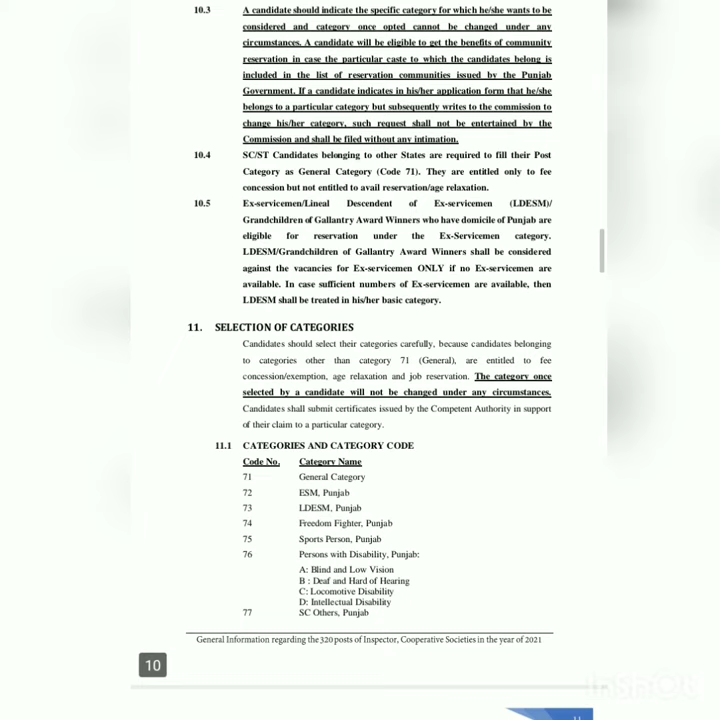 10.3 A candidate should indicate the specific category for which he/she wants to be
considered and category once opted cannot be changed under any
circumstances. A candidate will be eligible to get the benefits of community
reservation in case the particular caste to which the candidates belong is
included in the list of reservation communities issued by the Punjab
Government. If a candidate indicates in his/her application form that he/she
belongs to a particular category but subsequently writes to the commission to
change his/her category, such request shall not be entertained by the
Commission and shall be filed without any intimation.
10.4 SC/ST Candidates belonging to other States are required to fill their Post
Category as General Category (Code 71). They are entitled only to fee
concession but not entitled to avail reservation/age relaxation.
10.5 Ex-servicemen/Lineal Descendent of Ex-servicemen (LDESM)/
Grandchildren of Gallantry Award Winners who have domicile of Punjab are
eligible for reservation under the Ex-Servicemen category.
LDESM/Grandchildren of Gallantry Award Winners shall be considered
against the vacancies for Ex-servicemen ONLY if no Ex-servicemen are
available. In case sufficient numbers of Ex-servicemen are available, then
LDESM shall be treated in his/her basic category.
11. SELECTION OF CATEGORIES
Candidates should select their categories carefully, because candidates belonging
to categories other than category 71 (General), are entitled to fee
concession/exemption, age relaxation and job reservation. The category once
selected by a candidate will not be changed under any circumstances.
Candidates shall submit certificates issued by the Competent Authority in support
of their claim to a particular category.
11.1 CATEGORIES AND CATEGORY CODE
Code No. Category Name
71 General Category
72 ESM, Punjab
73 LDESM, Punjab
74 Freedom Fighter, Punjab
75 Sports Person, Punjab
76 Persons with Disability, Punjab:
A: Blind and Low Vision
B : Deaf and Hard of Hearing
C: Locomotive Disability
D: Intellectual Disability
77 SC Others, Punjab
General Information regarding the 320 posts of Inspector, Cooperative Societies in the year of 2021
10
InShOt
11